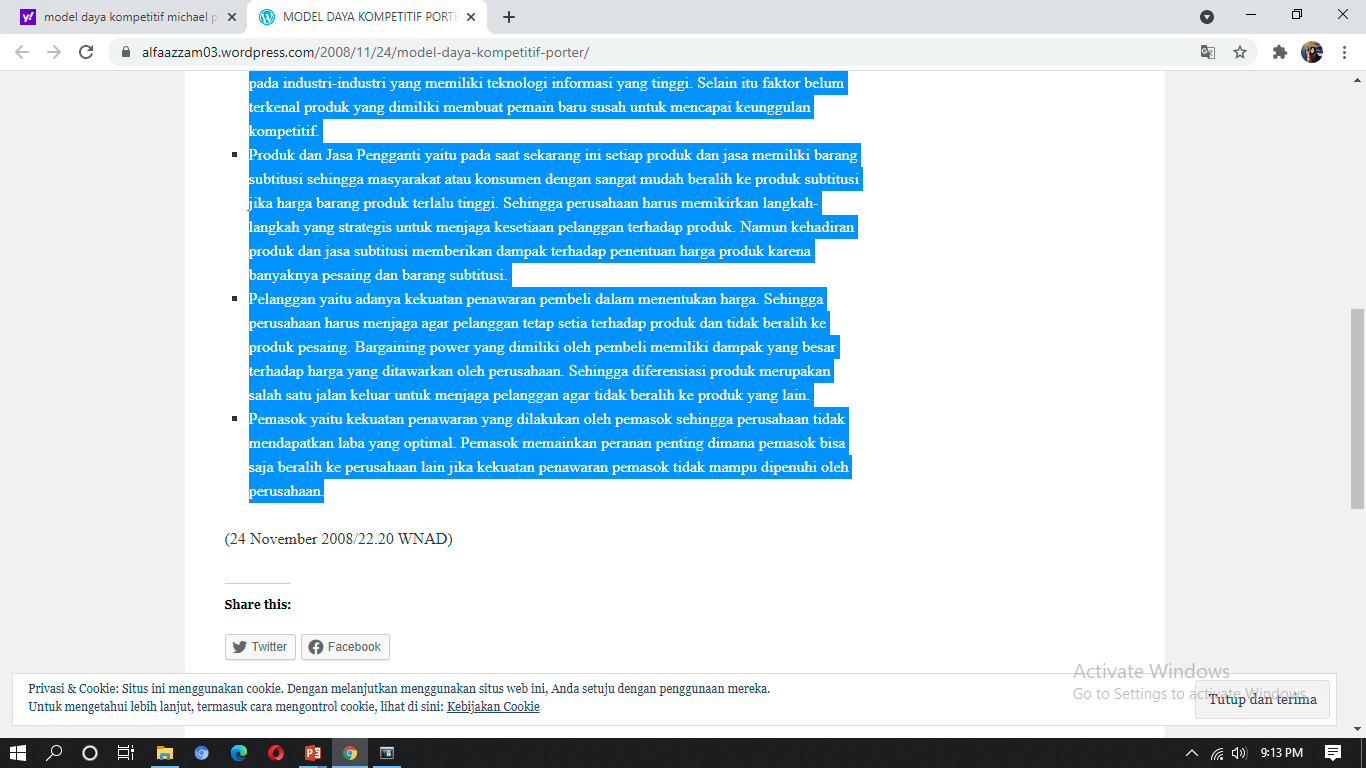 model daya kompetitif michael p
MODEL DAYA KOMPETITIF PORTE
alfaazzam03.wordpress.com/2008/11/24/model-daya-kompetitif-porter/
pada industri-industri yang memiliki teknologi informasi yang tinggi. Selain itu faktor belum
terkenal produk yang dimiliki membuat pemain baru susah untuk mencapai keunggulan
kompetitif.
Produk dan Jasa Pengganti yaitu pada saat sekarang ini setiap produk dan jasa memiliki barang
subtitusi sehingga masyarakat atau konsumen dengan sangat mudah beralih ke produk subtitusi
jika harga barang produk terlalu tinggi. Sehingga perusahaan harus memikirkan langkah-
langkah yang strategis untuk menjaga kesetiaan pelanggan terhadap produk. Namun kehadiran
produk dan jasa subtitusi memberikan dampak terhadap penentuan harga produk karena
banyaknya pesaing dan barang subtitusi.
Pelanggan yaitu adanya kekuatan penawaran pembeli dalam menentukan harga. Sehingga
perusahaan harus menjaga agar pelanggan tetap setia terhadap produk dan tidak beralih ke
produk pesaing. Bargaining power yang dimiliki oleh pembeli memiliki dampak yang besar
terhadap harga yang ditawarkan oleh perusahaan. Sehingga diferensiasi produk merupakan
salah satu jalan keluar untuk menjaga pelanggan agar tidak beralih ke produk yang lain.
Pemasok yaitu kekuatan penawaran yang dilakukan oleh pemasok sehingga perusahaan tidak
mendapatkan laba yang optimal. Pemasok memainkan peranan penting dimana pemasok bisa
saja beralih ke perusahaan lain jika kekuatan penawaran pemasok tidak mampu dipenuhi oleh
perusahaan.
(24 November 2008/22.20 WNAD)
Share this:
Twitter
Facebook
Activate Windows
Go to Settings to activate Windows.
Privasi & Cookie: Situs ini menggunakan cookie. Dengan melanjutkan menggunakan situs web ini, Anda setuju dengan penggunaan mereka.
Untuk mengetahui lebih lanjut, termasuk cara mengontrol cookie, lihat di sini: Kebijakan Cookie
Tutup dan terima
9:13 PM